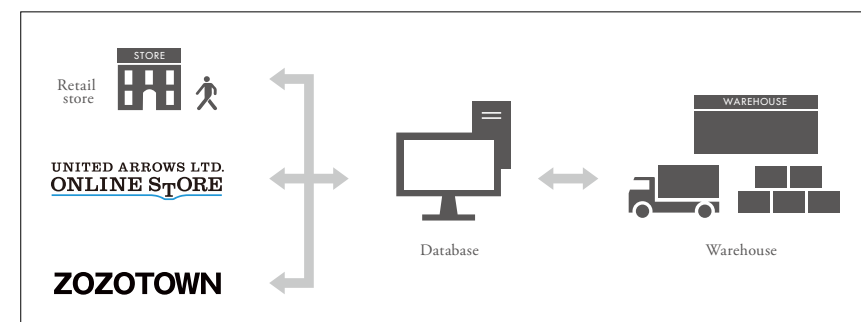 STORE
Retail
store
UNITED ARROWS LTD.
ONLINE STORE
ZOZOTOWN
Database
WAREHOUSE
Warehouse